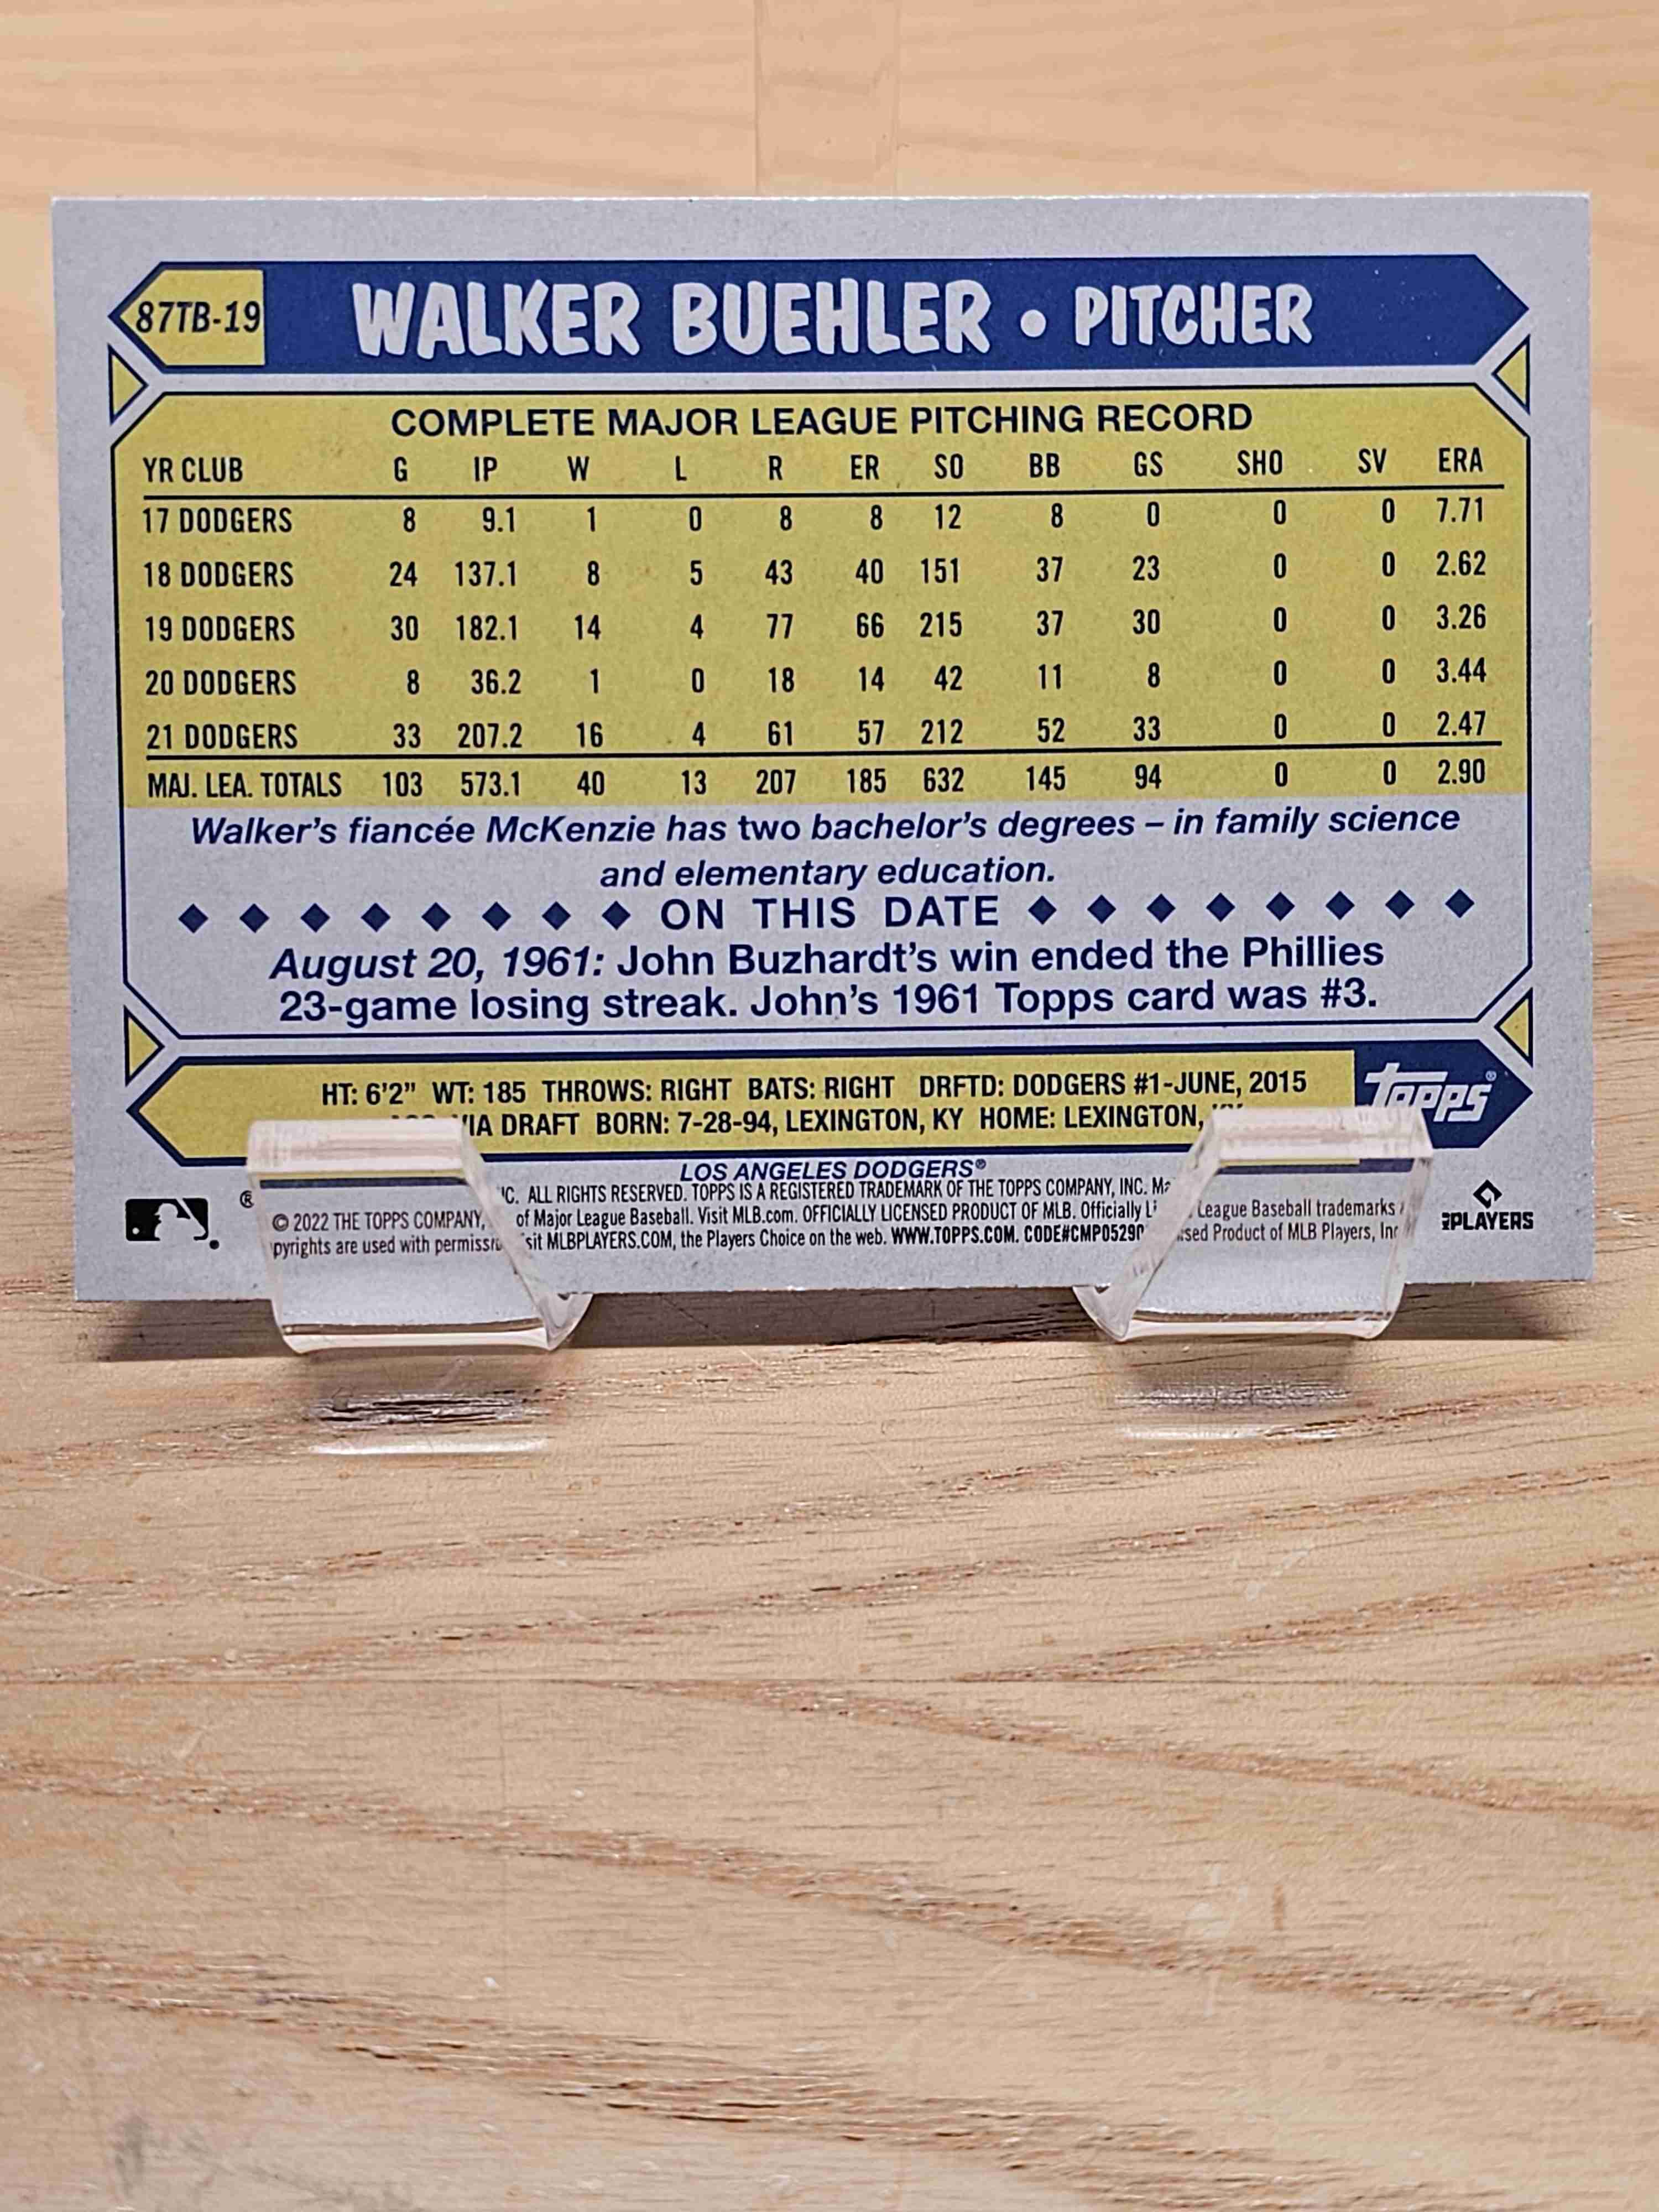 87TB-19 WALKER BUEHLER • PITCHER
COMPLETE MAJOR LEAGUE PITCHING RECORD
YR CLUB G IP W L R ER SO BB GS SHO SV ERA
17 DODGERS 8 9.1 1 0 8 8 12 8 0 0 0 7.71
18 DODGERS 24 137.1 8 5 43 40 151 37 23 0 0 2.62
19 DODGERS 30 182.1 14 4 77 66 215 37 30 0 0 3.26
20 DODGERS 8 36.2 1 0 18 14 42 11 8 0 0 3.44
21 DODGERS 33 207.2 16 4 61 57 212 52 33 0 0 2.47
MAJ. LEA. TOTALS 103 573.1 40 13 207 185 632 145 94 0 0 2.90
Walker's fiancée McKenzie has two bachelor's degrees – in family science
and elementary education.
ON THIS DATE
August 20, 1961: John Buzhardt's win ended the Phillies
23-game losing streak. John's 1961 Topps card was #3.
HT: 6'2" WT: 185 THROWS: RIGHT BATS: RIGHT DRFTD: DODGERS #1-JUNE, 2015
DRAFT BORN: 7-28-94, LEXINGTON, KY HOME: LEXINGTON,
Topps®
LOS ANGELES DODGERS®
© 2022 THE TOPPS COMPANY, ALL RIGHTS RESERVED. TOPPS IS A REGISTERED TRADEMARK OF THE TOPPS COMPANY, INC. League Baseball trademarks
of Major League Baseball. Visit MLB.com. OFFICIALLY LICENSED PRODUCT OF MLB. Officially Product of MLB Players, Inc
are used with MLBPLAYERS.COM, the Players Choice on the web. WWW.TOPPS.COM. CODE#CMP05290
® PLAYERS